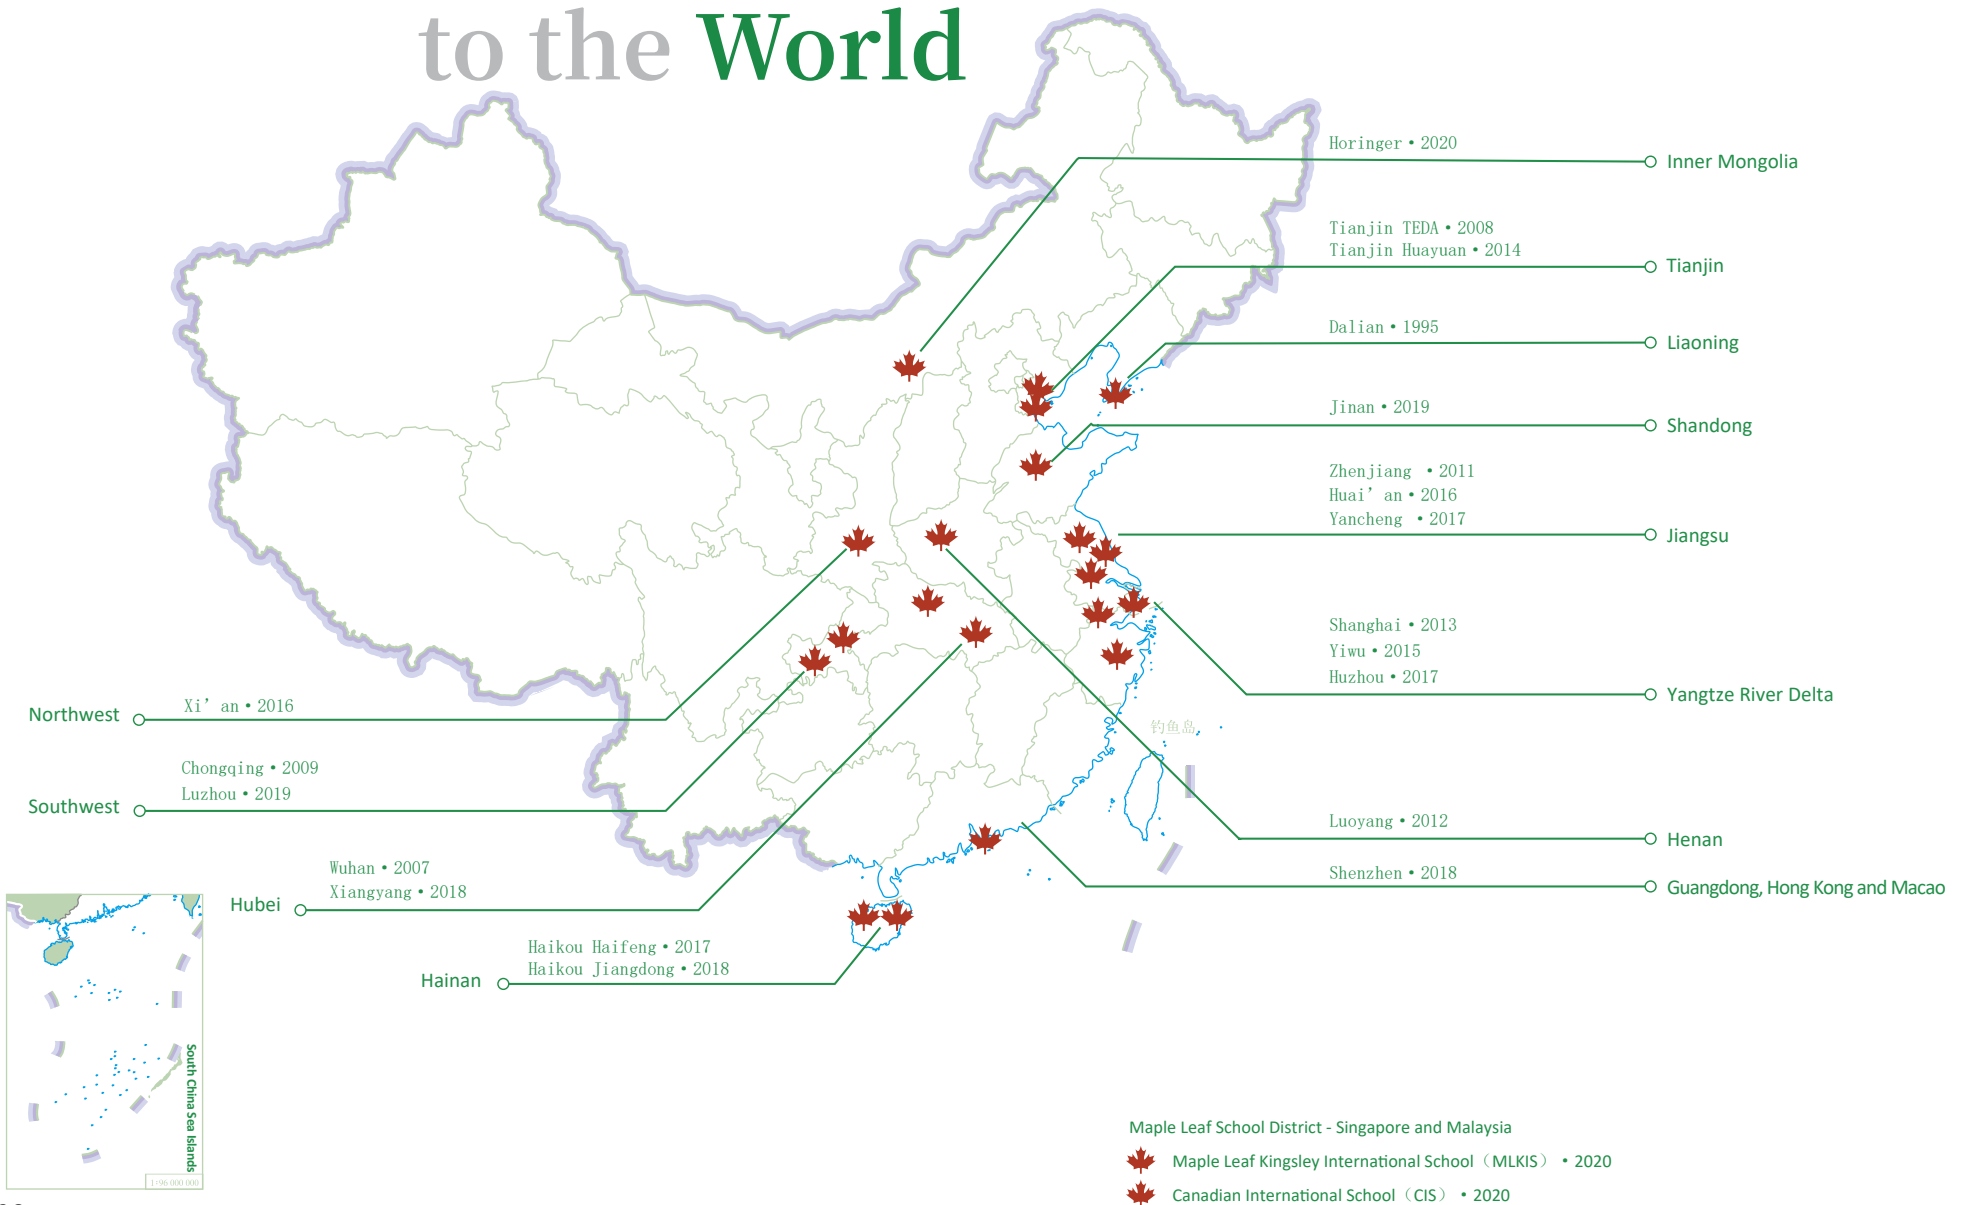 to the World
Horinger • 2020
Inner Mongolia
Tianjin TEDA • 2008
Tianjin Huayuan • 2014
Tianjin
Dalian • 1995
Liaoning
Jinan • 2019
Shandong
Zhenjiang • 2011
Huai’an • 2016
Yancheng • 2017
Jiangsu
Shanghai • 2013
Yiwu • 2015
Huzhou • 2017
Yangtze River Delta
钓鱼岛
Xi’an • 2016
Northwest
Chongqing • 2009
Luzhou • 2019
Southwest
Luoyang • 2012
Henan
Wuhan • 2007
Xiangyang • 2018
Hubei
Shenzhen • 2018
Guangdong, Hong Kong and Macao
Haikou Haifeng • 2017
Haikou Jiangdong • 2018
Hainan
South China Sea Islands
1:96 000 000
Maple Leaf School District - Singapore and Malaysia
Maple Leaf Kingsley International School（MLKIS） • 2020
Canadian International School（CIS） • 2020